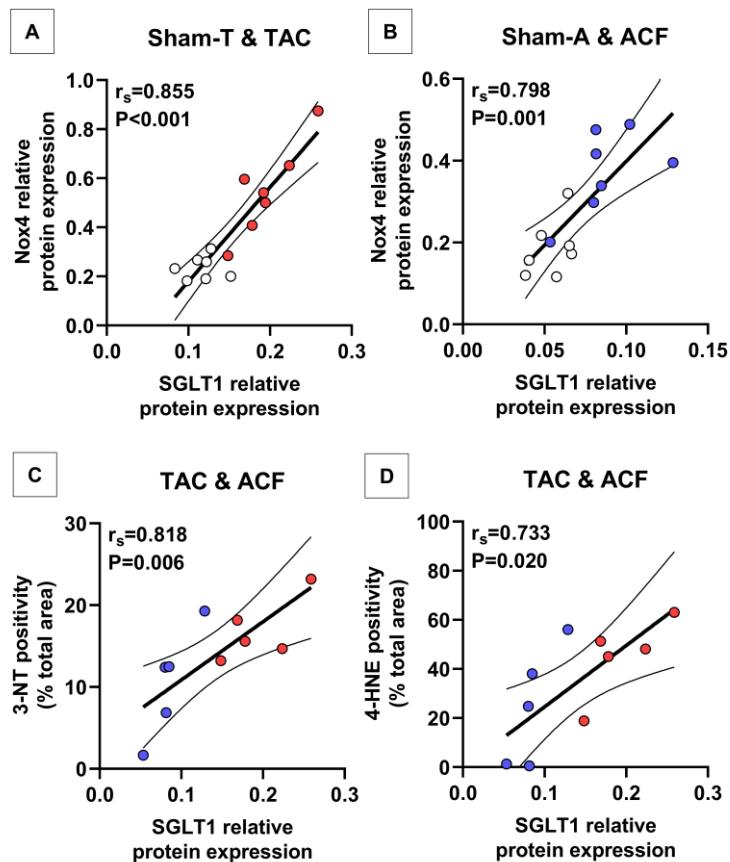 A
Sham-T & TAC
r_s=0.855
P<0.001
Nox4 relative
protein expression
1.0
0.8
0.6
0.4
0.2
0.0
0.0 0.1 0.2 0.3
SGLT1 relative
protein expression
B
Sham-A & ACF
r_s=0.798
P=0.001
Nox4 relative
protein expression
0.6
0.4
0.2
0.0
0.00 0.05 0.10 0.15
SGLT1 relative
protein expression
C
TAC & ACF
r_s=0.818
P=0.006
3-NT positivity
(% total area)
30
20
10
0
0.0 0.1 0.2 0.3
SGLT1 relative
protein expression
D
TAC & ACF
r_s=0.733
P=0.020
4-HNE positivity
(% total area)
100
80
60
40
20
0
0.0 0.1 0.2 0.3
SGLT1 relative
protein expression